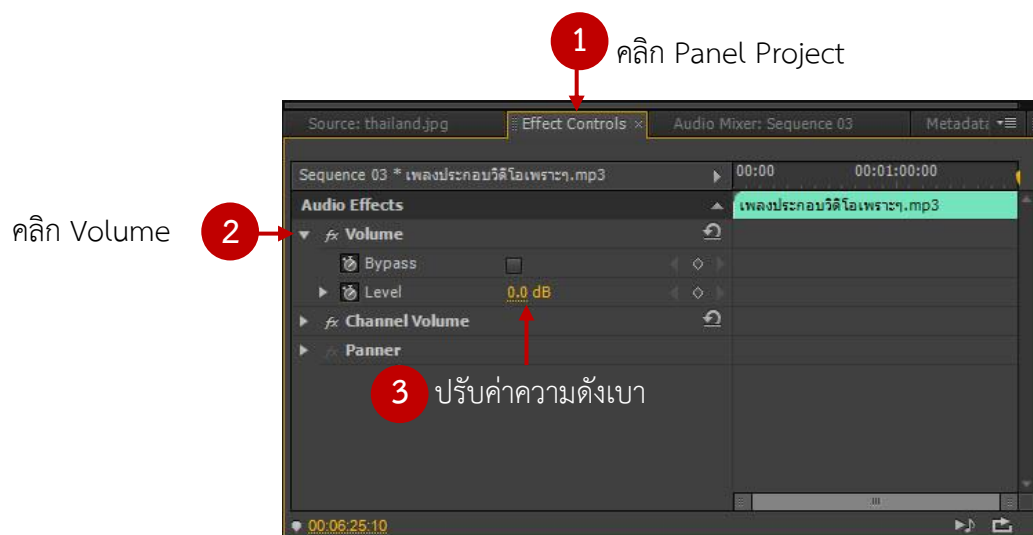 1 คลิก Panel Project
Source: thailand.jpg Effect Controls × Audio Mixer: Sequence 03 Metadata
Sequence 03 * เพลงประกอบวิดิโอเพราะๆ.mp3 00:00 00:01:00:00
Audio Effects เพลงประกอบวิดิโอเพราะๆ.mp3
คลิก Volume 2 fx Volume
Bypass
Level 0.0 dB
fx Channel Volume
fx Panner
3 ปรับค่าความดังเบา
00:06:25:10